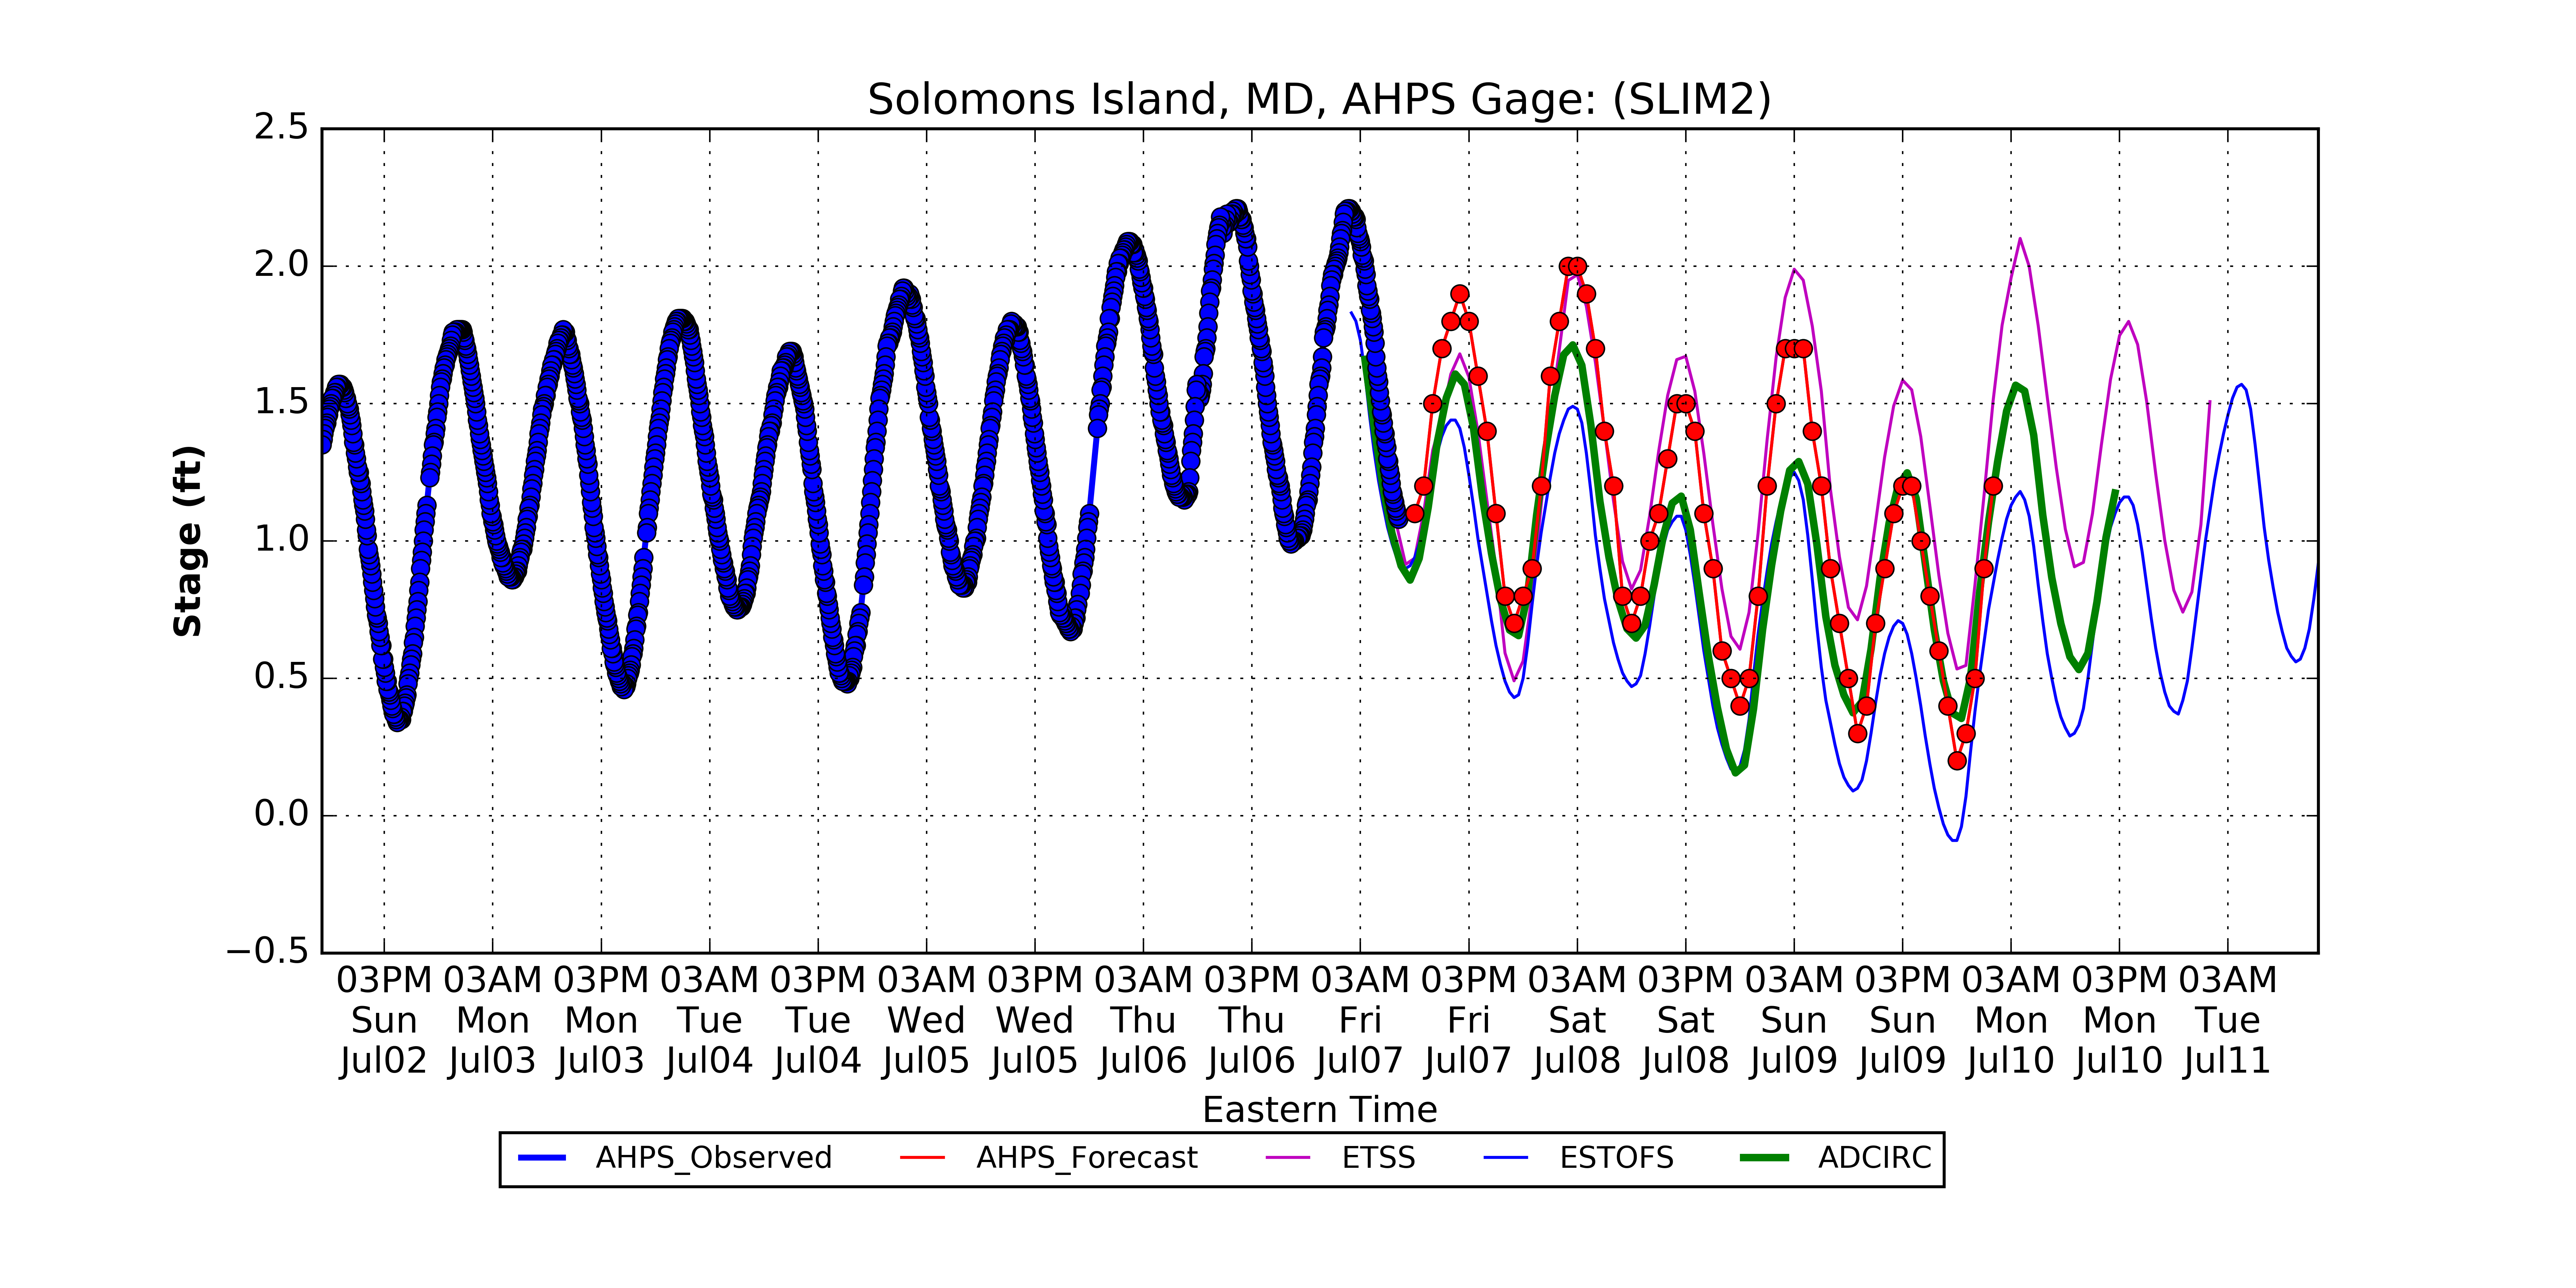 Solomons Island, MD, AHPS Gage: (SLIM2)
2.5
2.0
1.5
1.0
0.5
0.0
−0.5
Stage (ft)
03PM 03AM 03PM 03AM 03PM 03AM 03PM 03AM 03PM 03AM 03PM 03AM 03PM 03AM 03PM 03AM 03PM 03AM
Sun Mon Mon Tue Tue Wed Wed Thu Thu Fri Fri Sat Sat Sun Sun Mon Mon Tue
Jul02 Jul03 Jul03 Jul04 Jul04 Jul05 Jul05 Jul06 Jul06 Jul07 Jul07 Jul08 Jul08 Jul09 Jul09 Jul10 Jul10 Jul11
Eastern Time
AHPS_Observed AHPS_Forecast ETSS ESTOFS ADCIRC